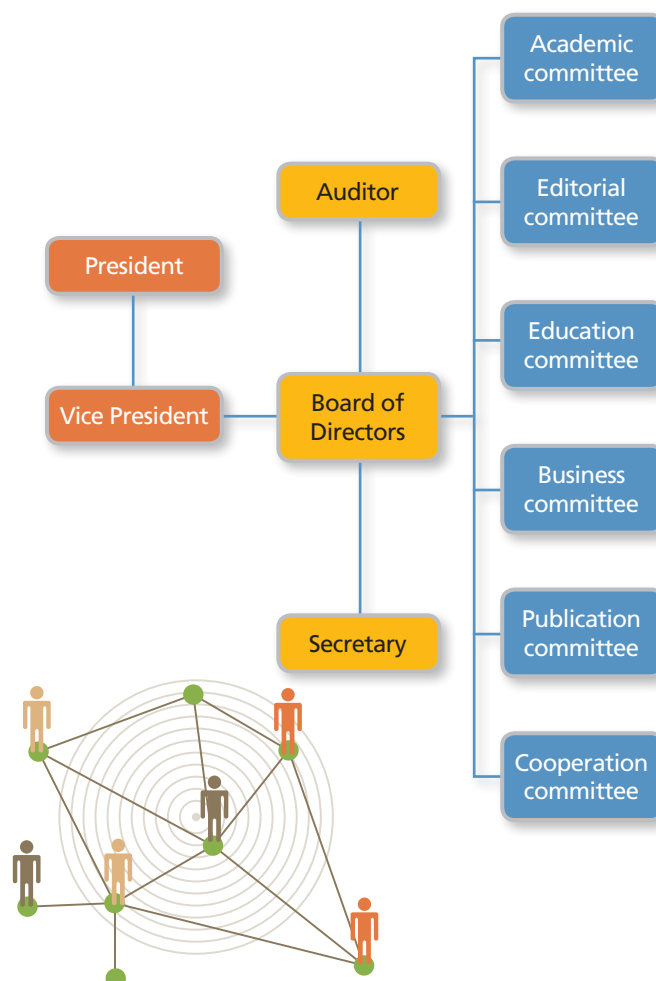 President
Vice President
Auditor
Board of
Directors
Secretary
Academic
committee
Editorial
committee
Education
committee
Business
committee
Publication
committee
Cooperation
committee